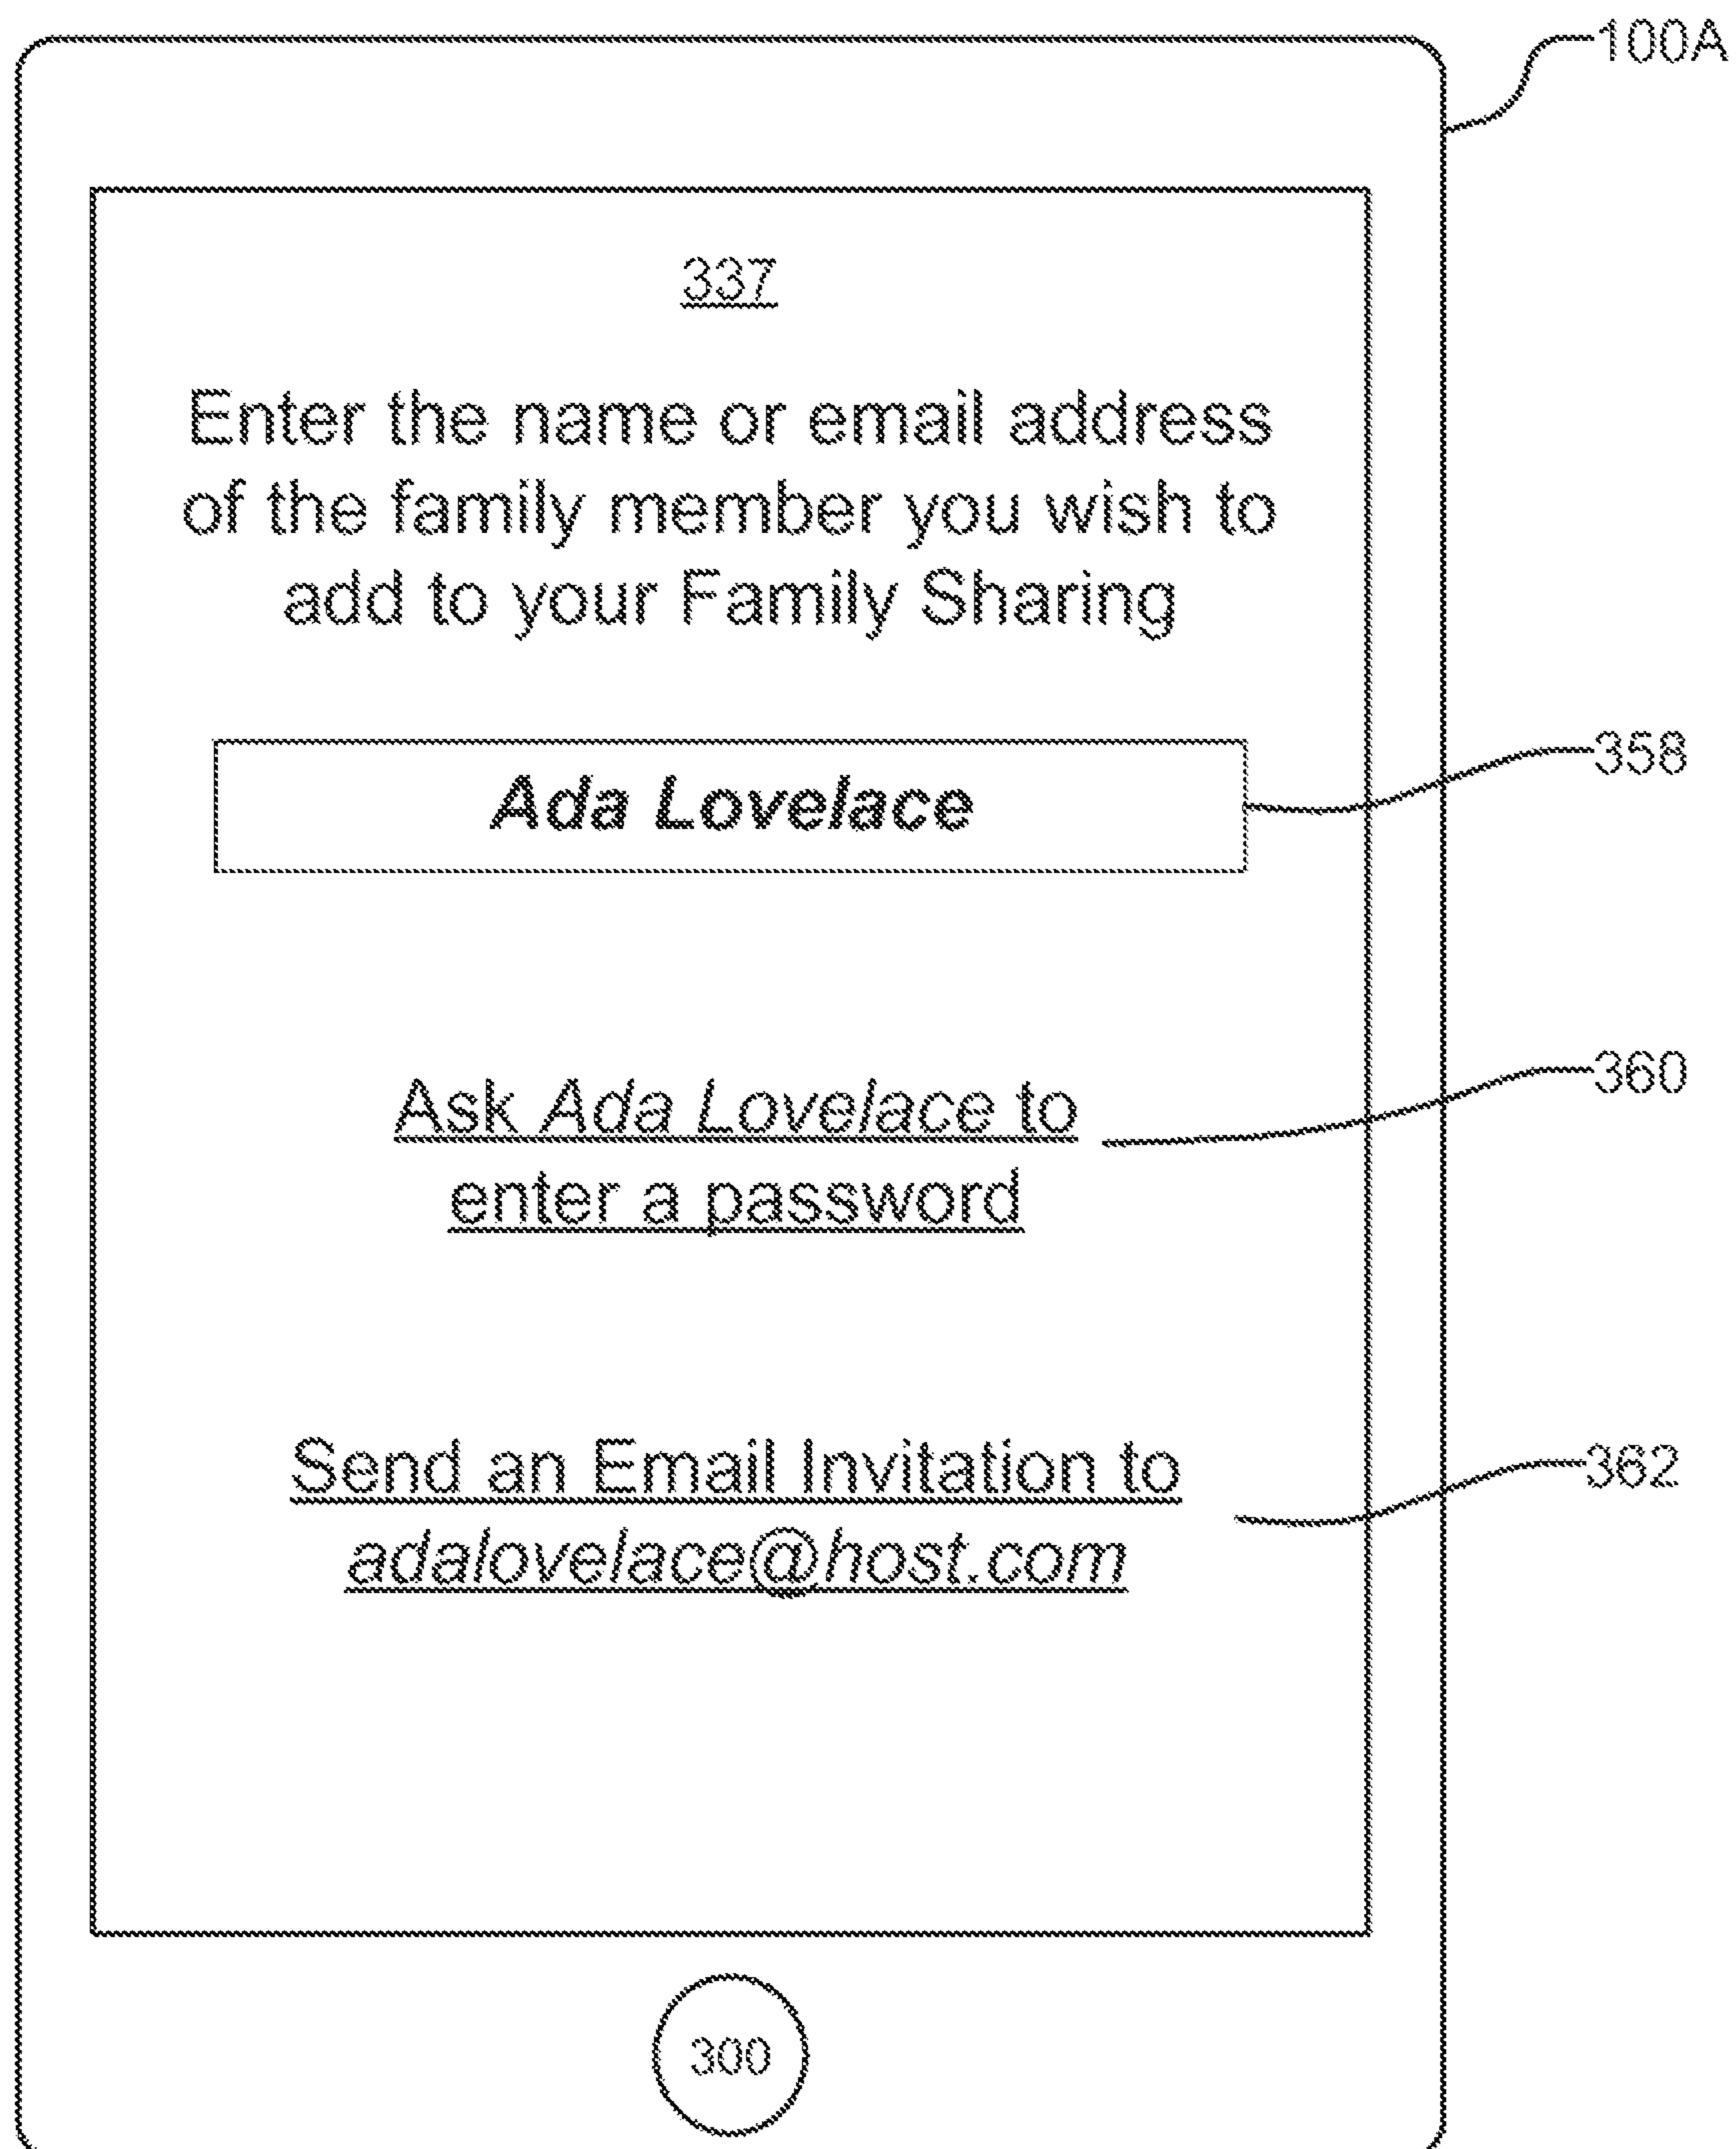 100A
337
Enter the name or email address
of the family member you wish to
add to your Family Sharing
Ada Lovelace
358
Ask Ada Lovelace to
360
enter a password
Send an Email Invitation to
362
adalovelace@host.com
300